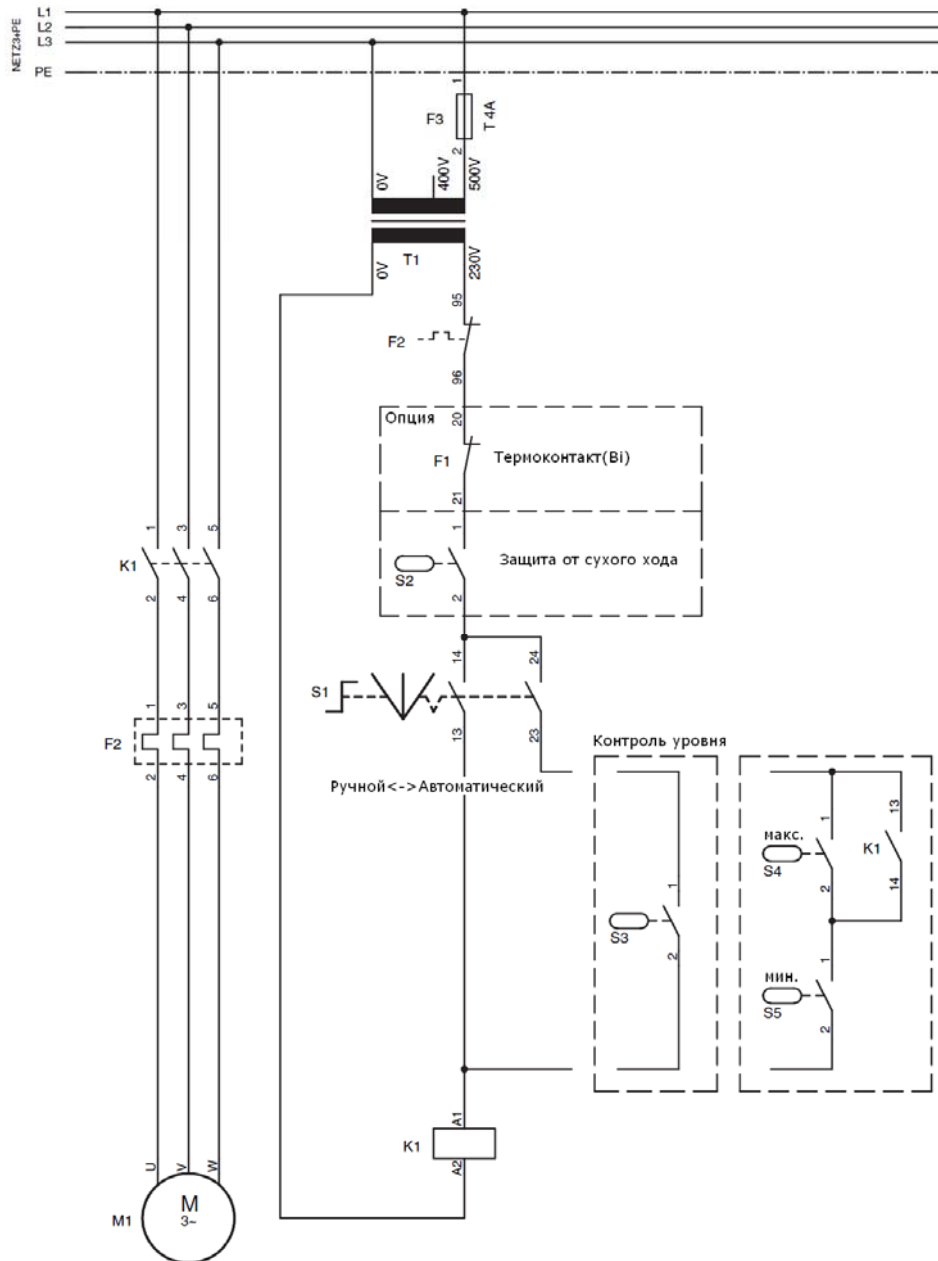 NETZ3+PE
L1
L2
L3
PE
1
F3
T 4A
2
0V
400V
500V
T1
0V
230V
95
F2
96
Опция
20
F1
Термоконтакт(Bi)
21
1
S2
Защита от сухого хода
2
1
3
5
K1
2
4
6
14
24
S1
13
23
1
3
5
F2
2
4
6
Ручной<->Автоматический
Контроль уровня
1
S3
2
макс.
S4
1
2
13
K1
14
мин.
S5
1
2
A1
K1
A2
U
V
W
M1
M
3~